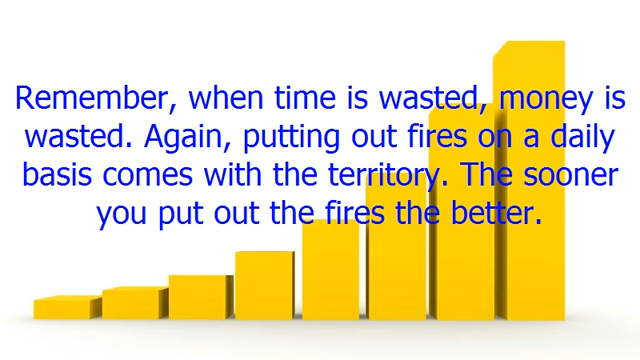 Remember, when time is wasted, money is
wasted. Again, putting out fires on a daily
basis comes with the territory. The sooner
you put out the fires the better.